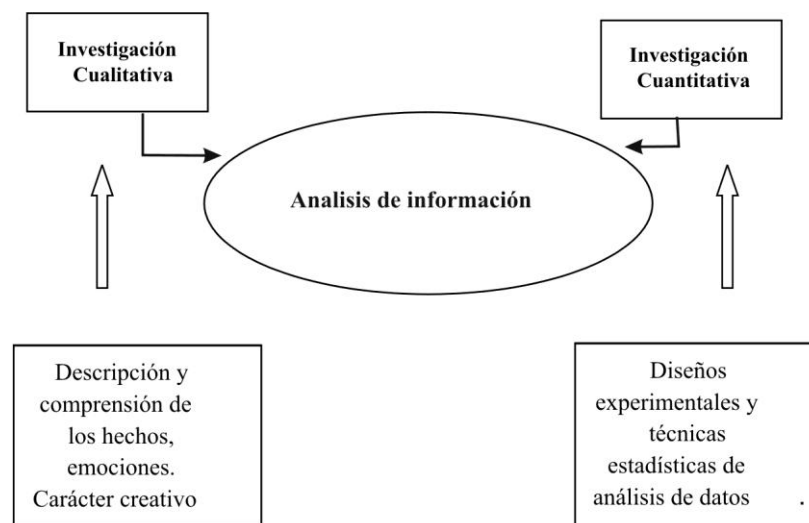 Investigación
Cualitativa
Investigación
Cuantitativa
Analisis de información
Descripción y
comprensión de
los hechos,
emociones.
Carácter creativo
Diseños
experimentales y
técnicas
estadísticas de
análisis de datos .